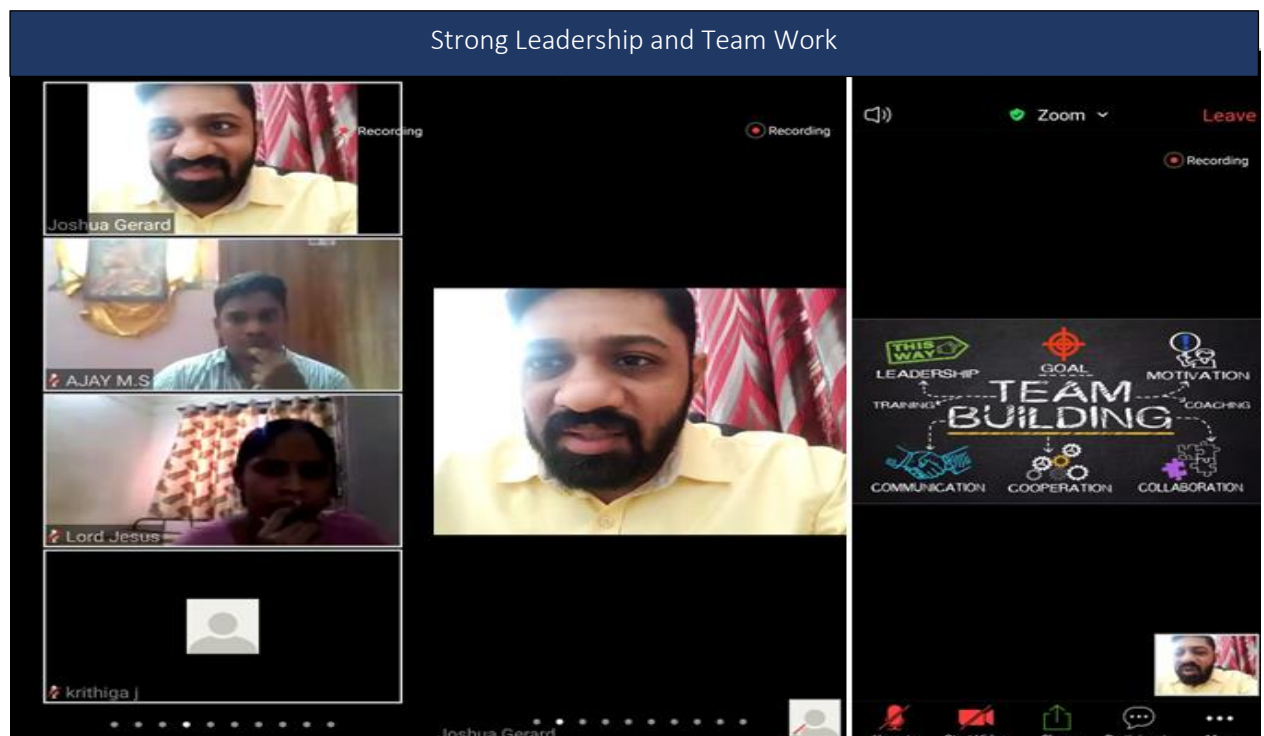 Strong Leadership and Team Work
Recording
Joshua Gerard
AJAY M.S
Lord Jesus
krithiga j
Recording
Joshua Gerard
Zoom
Leave
Recording
THIS WAY
LEADERSHIP
GOAL
MOTIVATION
TRAINING
TEAM
COACHING
BUILDING
COMMUNICATION
COOPERATION
COLLABORATION